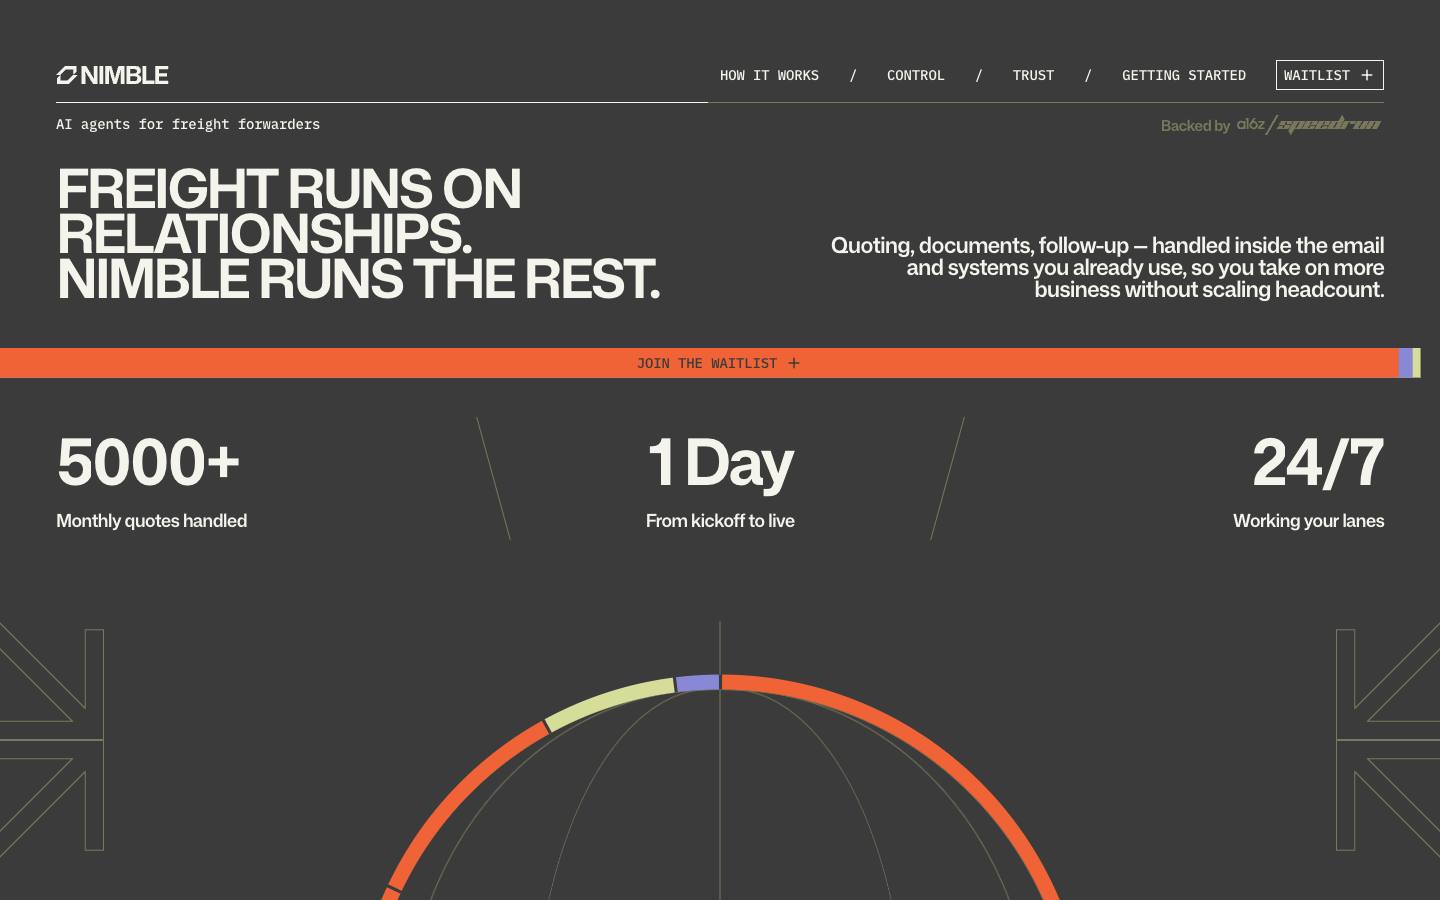 NIMBLE
HOW IT WORKS / CONTROL / TRUST / GETTING STARTED WAITLIST +
AI agents for freight forwarders
Backed by a16z/speedrun
FREIGHT RUNS ON
RELATIONSHIPS.
NIMBLE RUNS THE REST.
Quoting, documents, follow-up — handled inside the email
and systems you already use, so you take on more
business without scaling headcount.
JOIN THE WAITLIST +
5000+
Monthly quotes handled
1 Day
From kickoff to live
24/7
Working your lanes